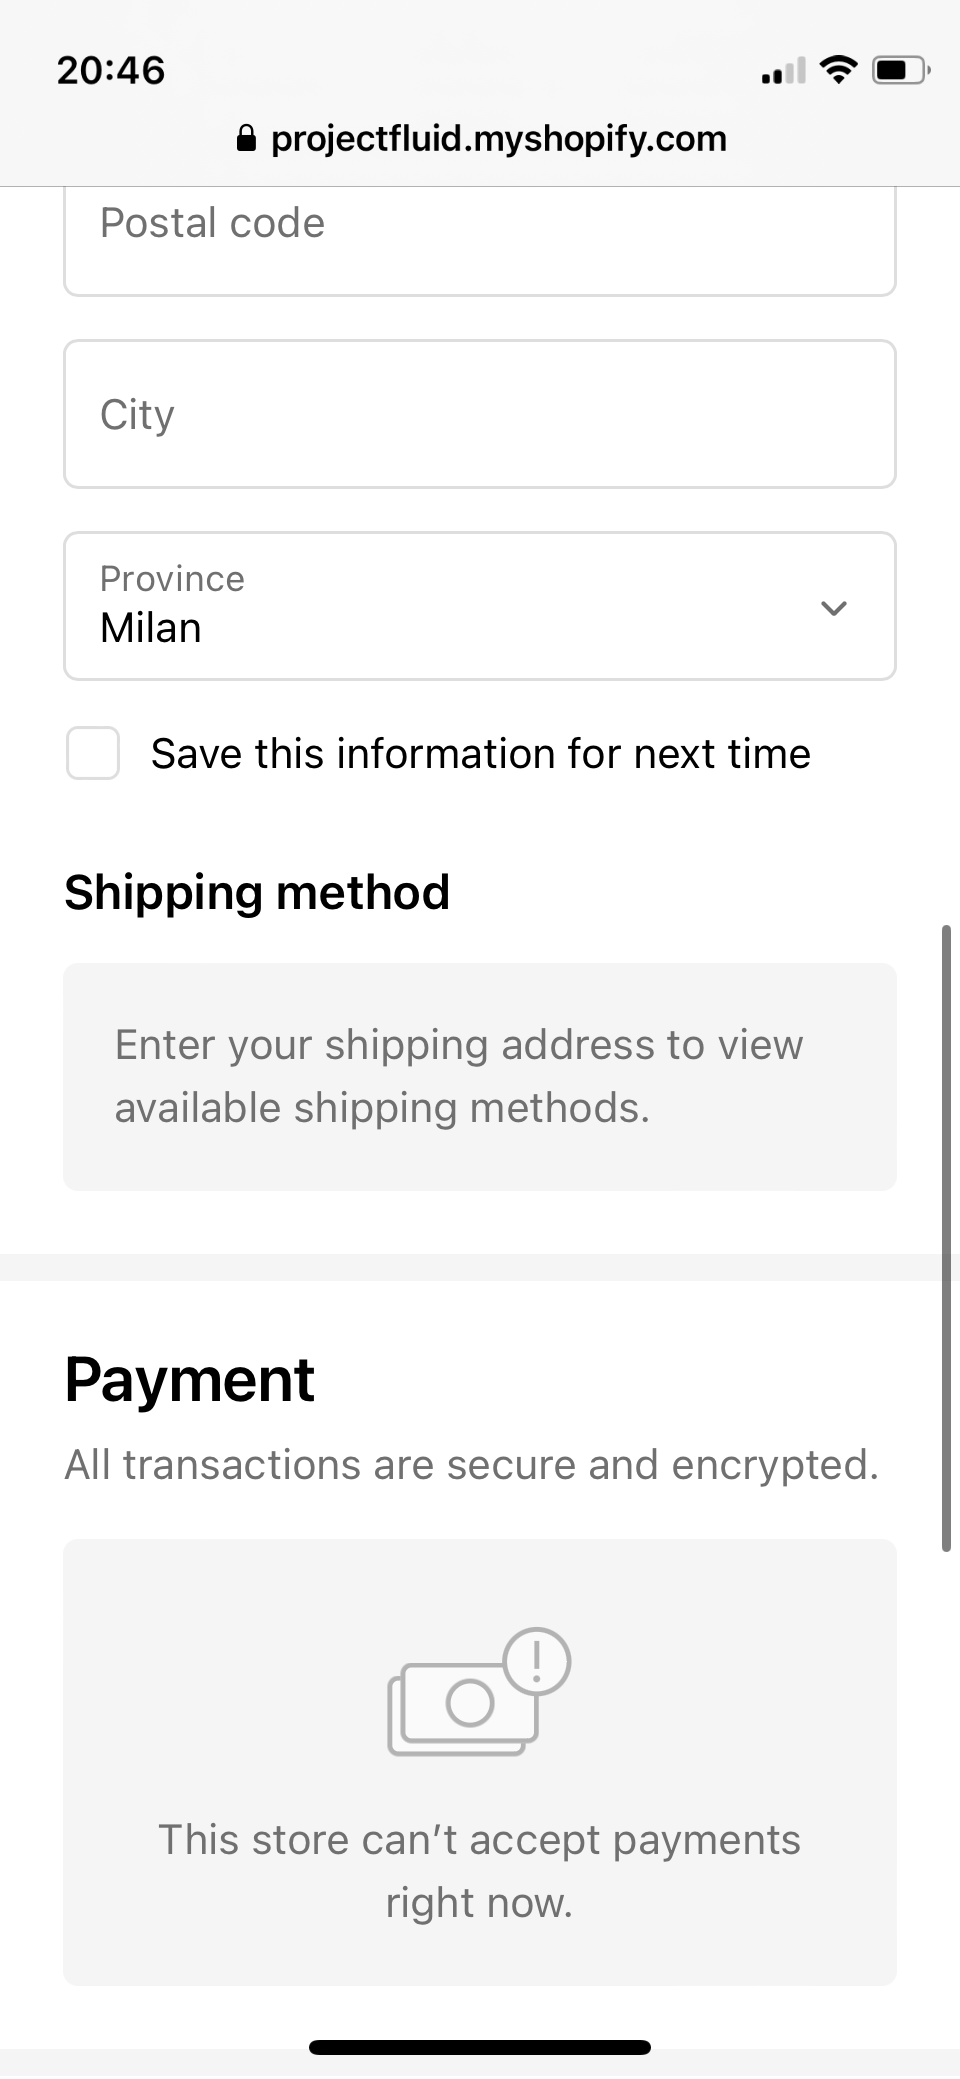 20:46
projectfluid.myshopify.com
Postal code
City
Province
Milan
Save this information for next time
Shipping method
Enter your shipping address to view
available shipping methods.
Payment
All transactions are secure and encrypted.
This store can’t accept payments
right now.